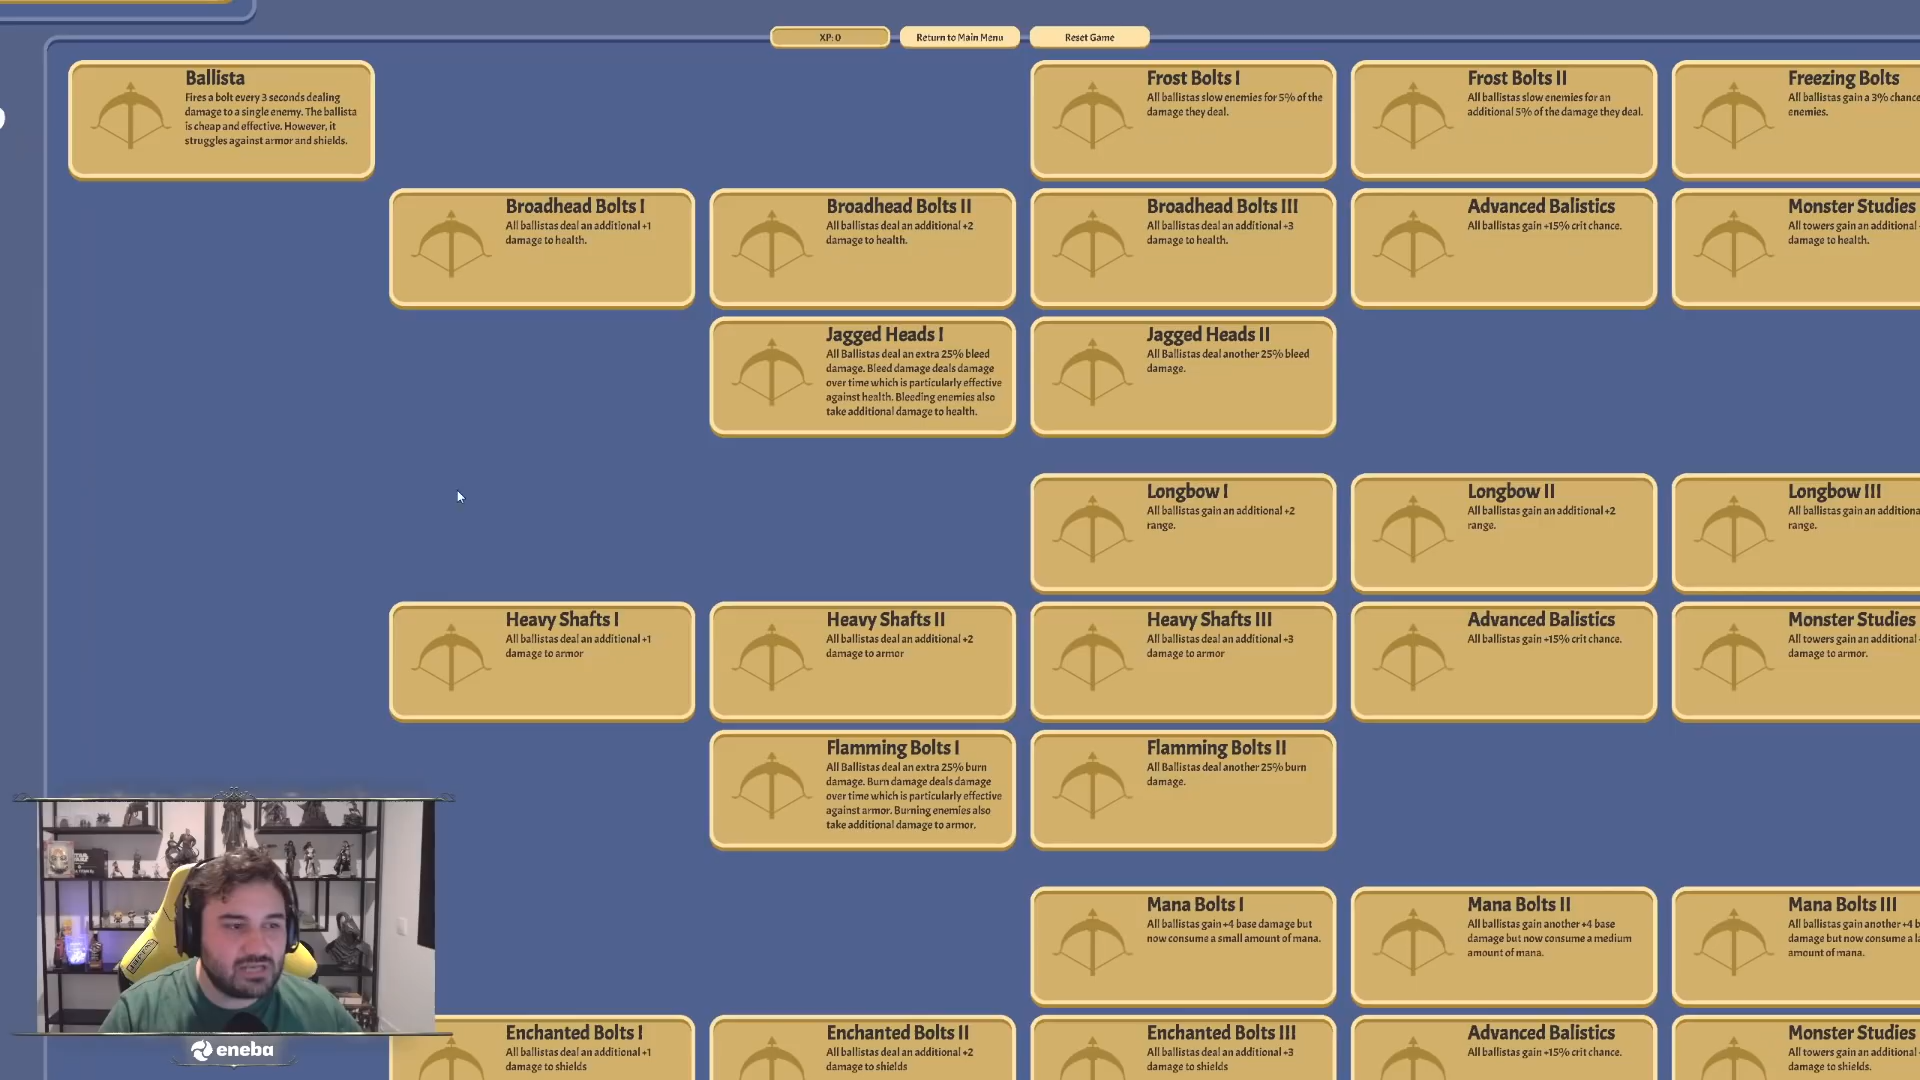 XP: 0
Return to Main Menu
Reset Game
Ballista
Fires a bolt every 3 seconds dealing
damage to a single enemy. The ballista
is cheap and effective. However, it
struggles against armor and shields.
Frost Bolts I
All ballistas slow enemies for 5% of the
damage they deal.
Frost Bolts II
All ballistas slow enemies for an
additional 5% of the damage they deal.
Freezing Bolts
All ballistas gain a 3% chance
enemies.
Broadhead Bolts I
All ballistas deal an additional +1
damage to health.
Broadhead Bolts II
All ballistas deal an additional +2
damage to health.
Broadhead Bolts III
All ballistas deal an additional +3
damage to health.
Advanced Balistics
All ballistas gain +15% crit chance.
Monster Studies
All towers gain an additional
damage to health.
Jagged Heads I
All Ballistas deal an extra 25% bleed
damage. Bleed damage deals damage
over time which is particularly effective
against health. Bleeding enemies also
take additional damage to health.
Jagged Heads II
All Ballistas deal another 25% bleed
damage.
Longbow I
All ballistas gain an additional +2
range.
Longbow II
All ballistas gain an additional +2
range.
Longbow III
All ballistas gain an additiona
range.
Heavy Shafts I
All ballistas deal an additional +1
damage to armor
Heavy Shafts II
All ballistas deal an additional +2
damage to armor
Heavy Shafts III
All ballistas deal an additional +3
damage to armor
Advanced Balistics
All ballistas gain +15% crit chance.
Monster Studies
All towers gain an additional
damage to armor.
Flamming Bolts I
All Ballistas deal an extra 25% burn
damage. Burn damage deals damage
over time which is particularly effective
against armor. Burning enemies also
take additional damage to armor.
Flamming Bolts II
All Ballistas deal another 25% burn
damage.
Mana Bolts I
All ballistas gain +4 base damage but
now consume a small amount of mana.
Mana Bolts II
All ballistas gain another +4 base
damage but now consume a medium
amount of mana.
Mana Bolts III
All ballistas gain another +4 b
damage but now consume a la
amount of mana.
Enchanted Bolts I
All ballistas deal an additional +1
damage to shields
Enchanted Bolts II
All ballistas deal an additional +2
damage to shields
Enchanted Bolts III
All ballistas deal an additional +3
damage to shields
Advanced Balistics
All ballistas gain +15% crit chance.
Monster Studies
All towers gain an additional
damage to shields.
eneba